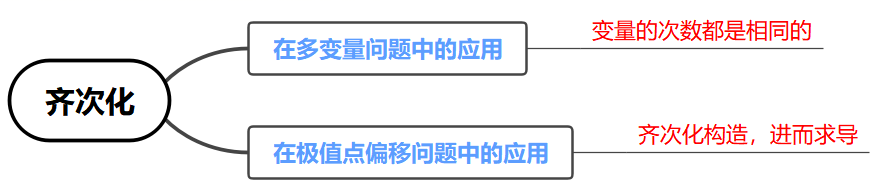 齐次化
在多变量问题中的应用
变量的次数都是相同的
在极值点偏移问题中的应用
齐次化构造，进而求导